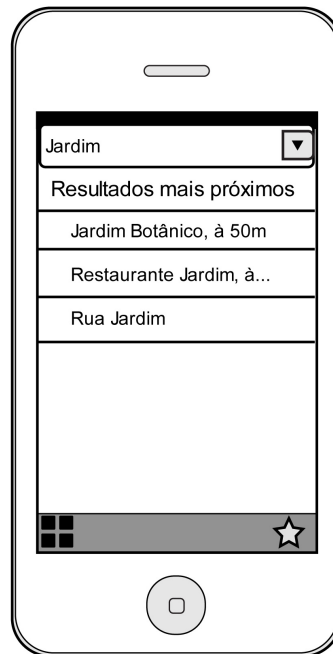 Jardim
Resultados mais próximos
Jardim Botânico, à 50m
Restaurante Jardim, à...
Rua Jardim